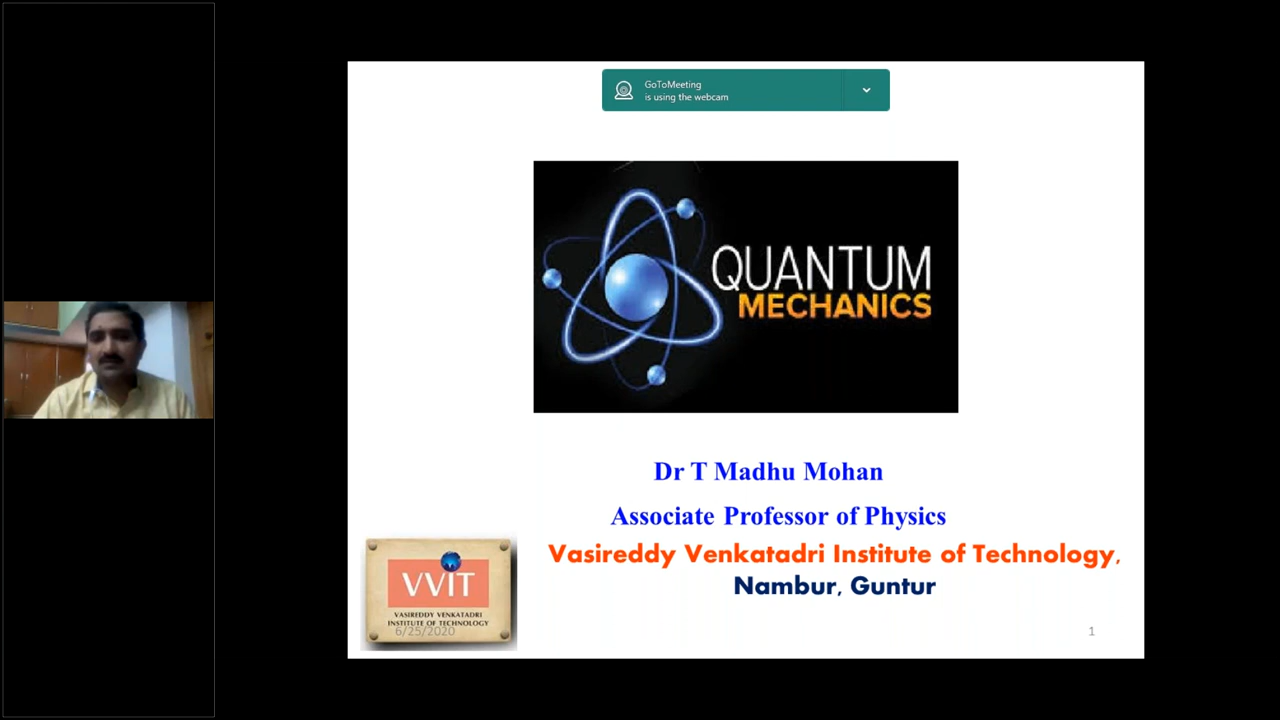 GoToMeeting
is using the webcam
QUANTUM
MECHANICS
Dr T Madhu Mohan
Associate Professor of Physics
Vasireddy Venkatadri Institute of Technology,
Nambur, Guntur
VVIT
VASIREDDY VENKATADRI
INSTITUTE OF TECHNOLOGY
6/25/2020
1